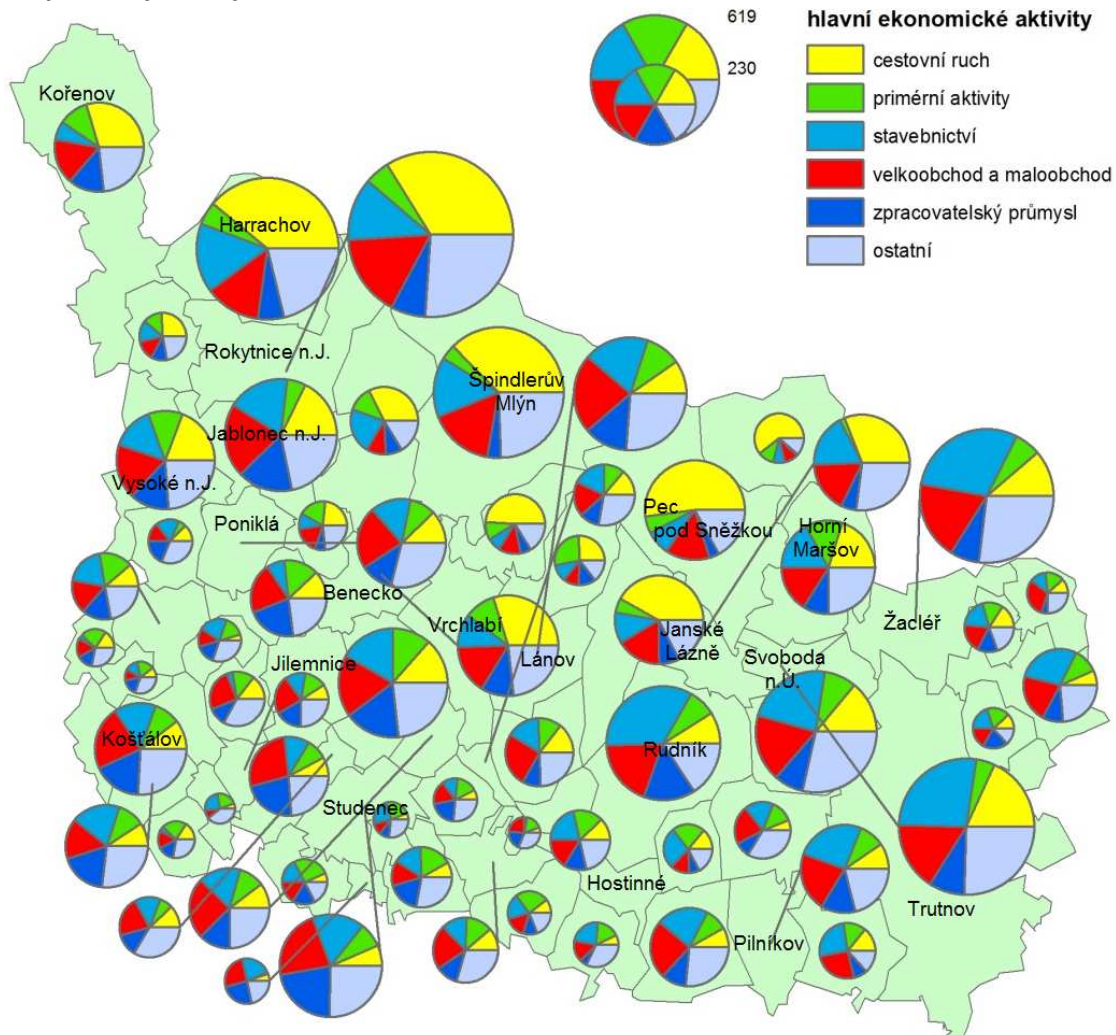 619
230
hlavní ekonomické aktivity
cestovní ruch
primérní aktivity
stavebnictví
velkoobchod a maloobchod
zpracovatelský průmysl
ostatní
Kořenov
Harrachov
Rokytnice n.J.
Špindlerův
Mlýn
Jablonec n.J.
Vysoké n.J.
Poniklá
Pec
pod Sněžkou
Horní
Maršov
Benecko
Vrchlabí
Lánov
Janské
Lázně
Žacléř
Jilemnice
Svoboda
n.Ú.
Košťálov
Rudník
Studenec
Hostinné
Trutnov
Pilníkov